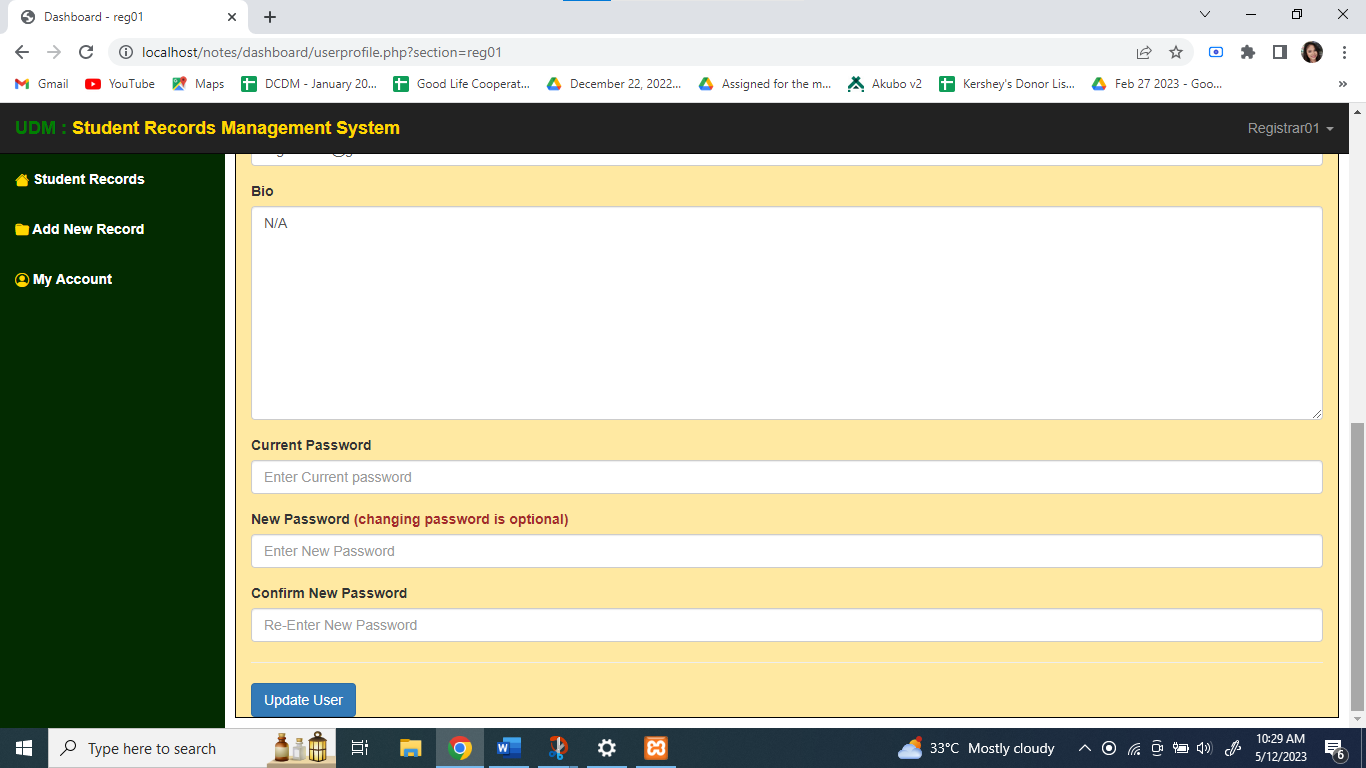 Dashboard - reg01
localhost/notes/dashboard/userprofile.php?section=reg01
Gmail YouTube Maps DCDM - January 20... Good Life Cooperat... December 22, 2022... Assigned for the m... Akubo v2 Kershey's Donor Lis... Feb 27 2023 - Goo... »
UDM : Student Records Management System Registrar01
Student Records
Add New Record
My Account
Bio
N/A
Current Password
Enter Current password
New Password (changing password is optional)
Enter New Password
Confirm New Password
Re-Enter New Password
Update User
Type here to search
33°C Mostly cloudy
10:29 AM
5/12/2023
6